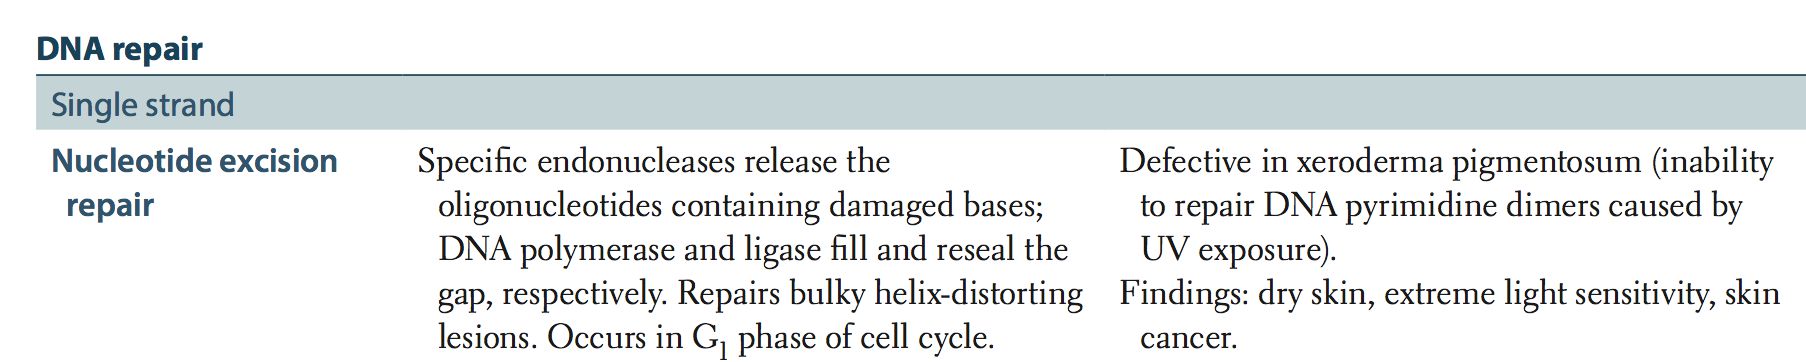 DNA repair
Single strand
Nucleotide excision
repair
Specific endonucleases release the
oligonucleotides containing damaged bases;
DNA polymerase and ligase fill and reseal the
gap, respectively. Repairs bulky helix-distorting
lesions. Occurs in G₁ phase of cell cycle.
Defective in xeroderma pigmentosum (inability
to repair DNA pyrimidine dimers caused by
UV exposure).
Findings: dry skin, extreme light sensitivity, skin
cancer.